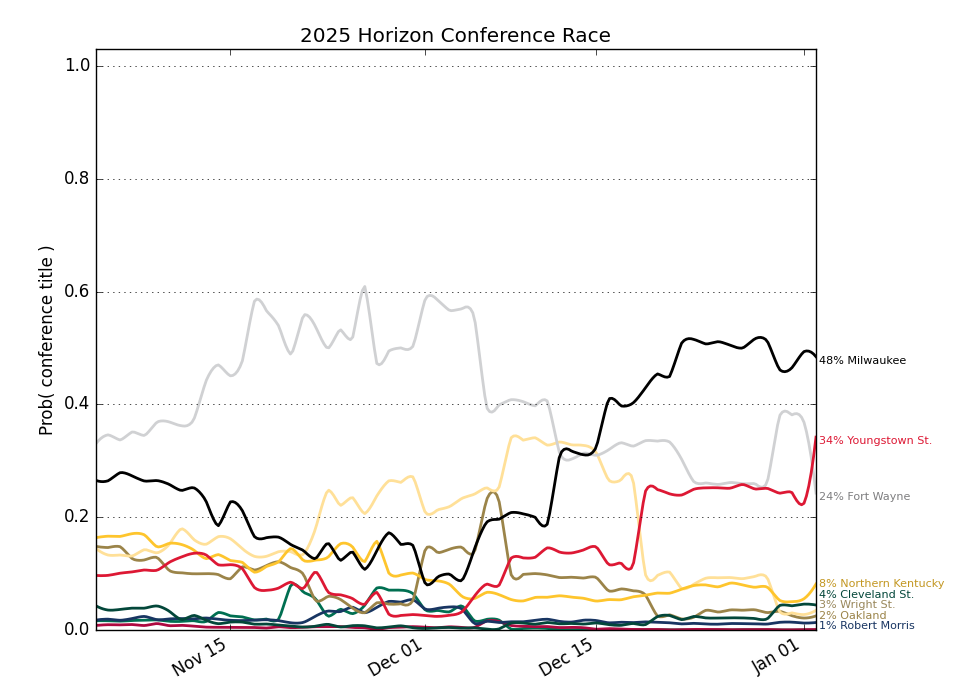 2025 Horizon Conference Race
Prob( conference title )
1.0
0.8
0.6
0.4
0.2
0.0
Nov 15
Dec 01
Dec 15
Jan 01
48% Milwaukee
34% Youngstown St.
24% Fort Wayne
8% Northern Kentucky
4% Cleveland St.
3% Wright St.
2% Oakland
1% Robert Morris